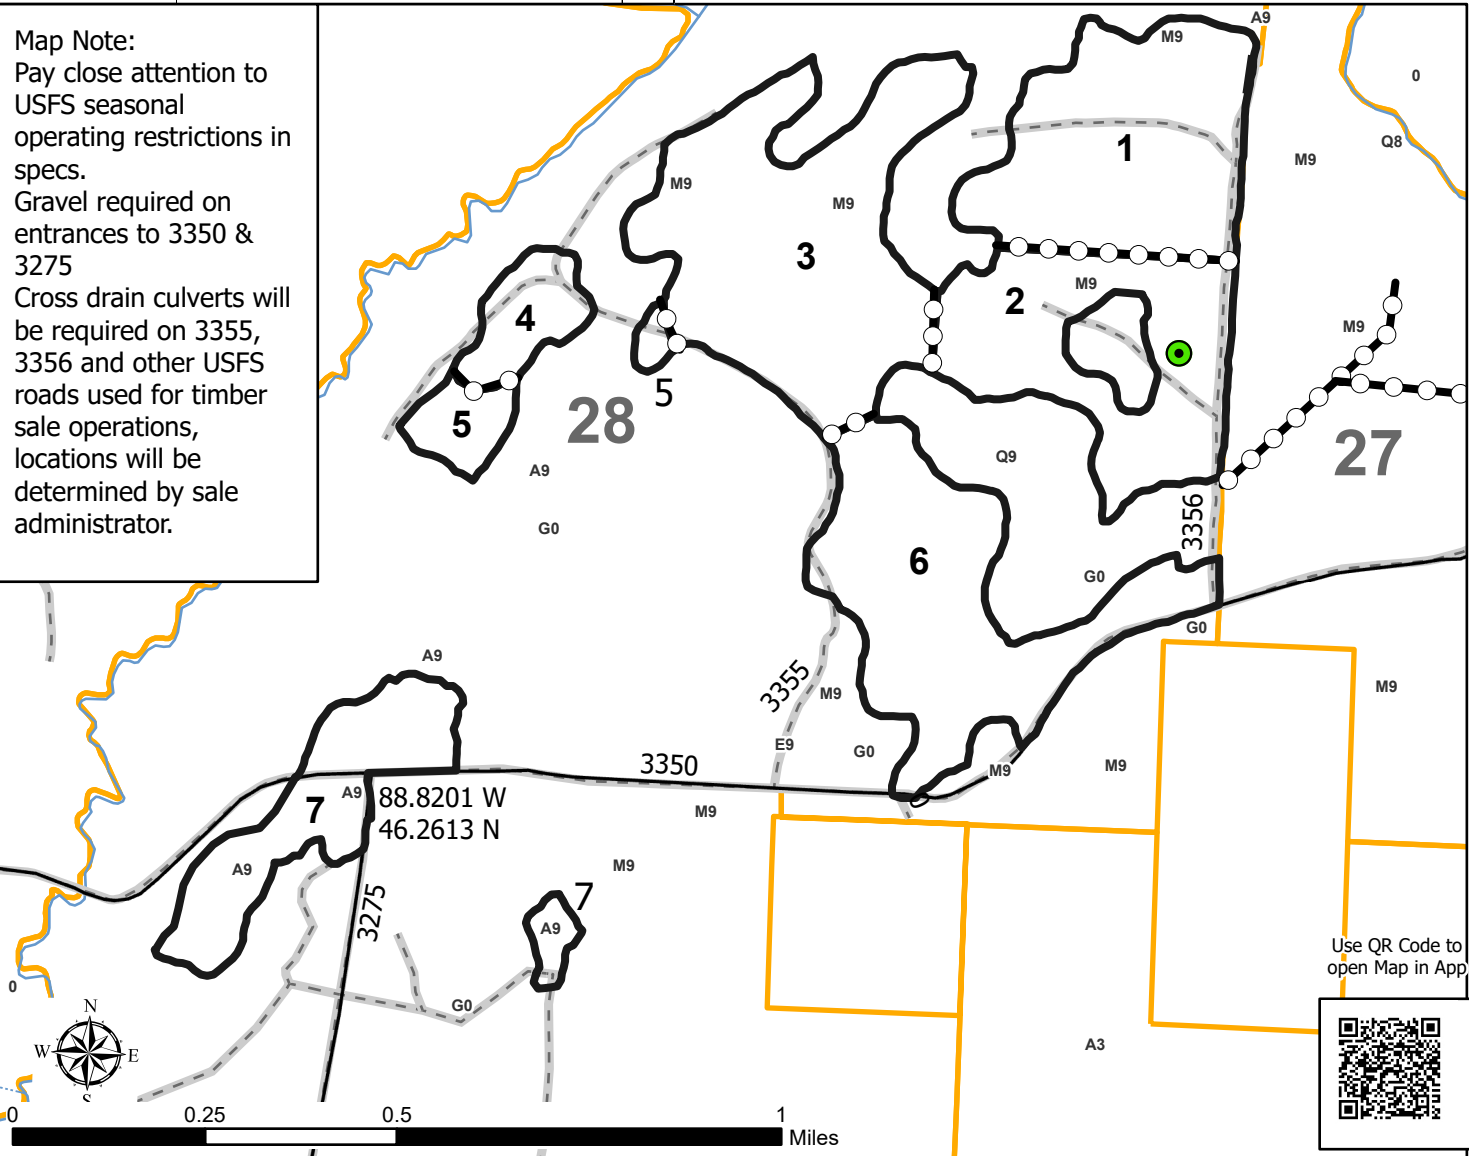 Map Note:
Pay close attention to
USFS seasonal
operating restrictions in
specs.
Gravel required on
entrances to 3350 &
3275
Cross drain culverts will
be required on 3355,
3356 and other USFS
roads used for timber
sale operations,
locations will be
determined by sale
administrator.
A9
M9
0
Q8
1
M9
M9
M9
3
M9
2
4
M9
5
28
5
27
Q9
A9
G0
3356
6
G0
G0
A9
3355
M9
M9
E9
G0
3350
M9
M9
A9
88.8201 W
46.2613 N
7
M9
A9
M9
3275
7
A9
Use QR Code to
open Map in App
0
G0
N
W
E
S
A3
0
0.25
0.5
1
Miles